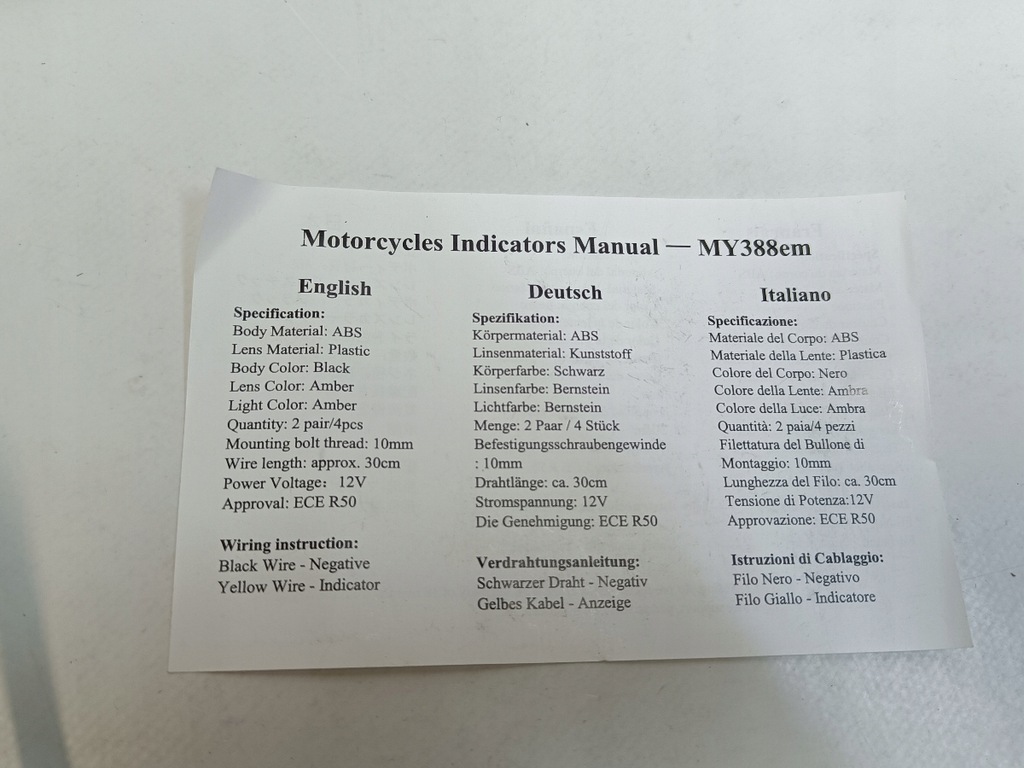 Motorcycles Indicators Manual — MY388em
English
Specification:
Body Material: ABS
Lens Material: Plastic
Body Color: Black
Lens Color: Amber
Light Color: Amber
Quantity: 2 pair/4pcs
Mounting bolt thread: 10mm
Wire length: approx. 30cm
Power Voltage: 12V
Approval: ECE R50
Wiring instruction:
Black Wire - Negative
Yellow Wire - Indicator
Deutsch
Spezifikation:
Körpermaterial: ABS
Linsenmaterial: Kunststoff
Körperfarbe: Schwarz
Linsenfarbe: Bernstein
Lichtfarbe: Bernstein
Menge: 2 Paar / 4 Stück
Befestigungsschraubengewinde
: 10mm
Drahtlänge: ca. 30cm
Stromspannung: 12V
Die Genehmigung: ECE R50
Verdrahtungsanleitung:
Schwarzer Draht - Negativ
Gelbes Kabel - Anzeige
Italiano
Specificazione:
Materiale del Corpo: ABS
Materiale della Lente: Plastica
Colore del Corpo: Nero
Colore della Lente: Ambra
Colore della Luce: Ambra
Quantità: 2 paia/4 pezzi
Filettatura del Bullone di
Montaggio: 10mm
Lunghezza del Filo: ca. 30cm
Tensione di Potenza:12V
Approvazione: ECE R50
Istruzioni di Cablaggio:
Filo Nero - Negativo
Filo Giallo - Indicatore